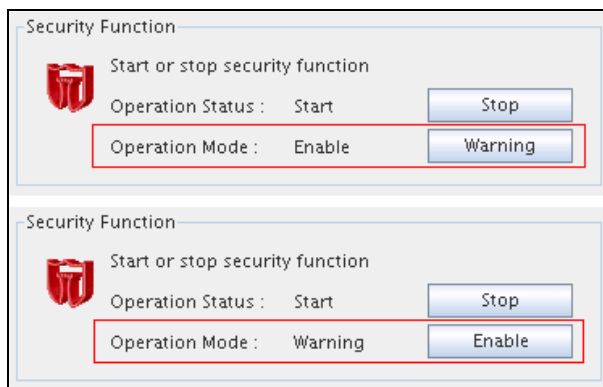 Security Function
Start or stop security function
Operation Status : Start Stop
Operation Mode : Enable Warning
Security Function
Start or stop security function
Operation Status : Start Stop
Operation Mode : Warning Enable